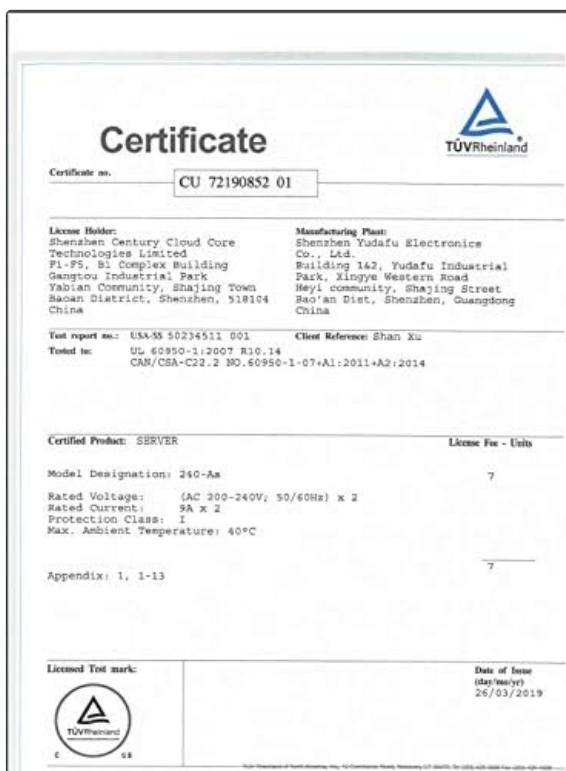 Certificate
TÜVRheinland®
Certificate no.
CU 72190852 01
License Holder:
Shenzhen Century Cloud Core
Technologies Limited
F1-F5, B1 Complex Building
Gangtou Industrial Park
Yabian Community, Shajing Town
Baoan District, Shenzhen, 518104
China
Manufacturing Plant:
Shenzhen Yudafu Electronics
Co., Ltd.
Building 1&2, Yudafu Industrial
Park, Xingye Western Road
Heyi community, Shajing Street
Bao'an Dist, Shenzhen, Guangdong
China
Test report no.: USA-SS 50234511 001 Client Reference: Shan Xu
Tested to: UL 60950-1:2007 R10.14
CAN/CSA-C22.2 NO.60950-1-07+A1:2011+A2:2014
Certified Product: SERVER License Fee - Units
Model Designation: 240-Aa 7
Rated Voltage: (AC 200-240V; 50/60Hz) x 2
Rated Current: 9A x 2
Protection Class: I
Max. Ambient Temperature: 40°C
7
Appendix: 1, 1-13
Licensed Test mark:
TÜVRheinland
C US
Date of Issue
(day/mo/yr)
26/03/2019